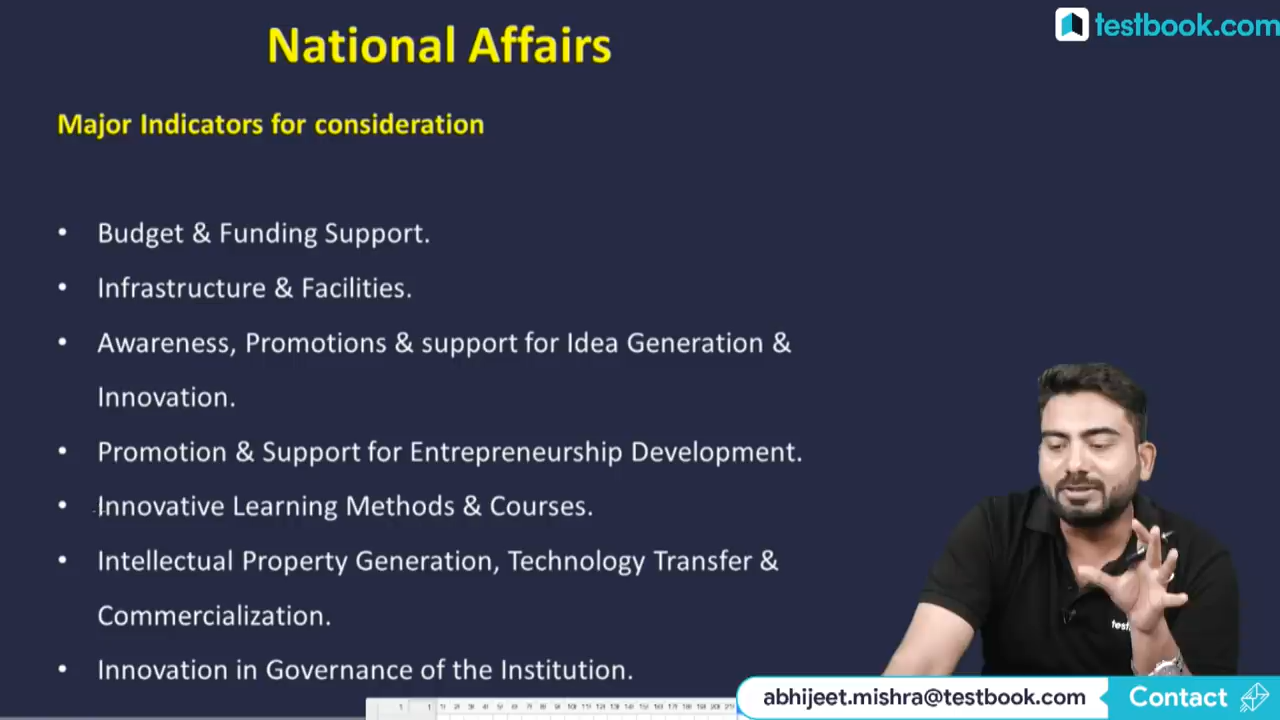 National Affairs
testbook.com
Major Indicators for consideration
• Budget & Funding Support.
• Infrastructure & Facilities.
• Awareness, Promotions & support for Idea Generation &
Innovation.
• Promotion & Support for Entrepreneurship Development.
• Innovative Learning Methods & Courses.
• Intellectual Property Generation, Technology Transfer &
Commercialization.
• Innovation in Governance of the Institution.
abhijeet.mishra@testbook.com
Contact